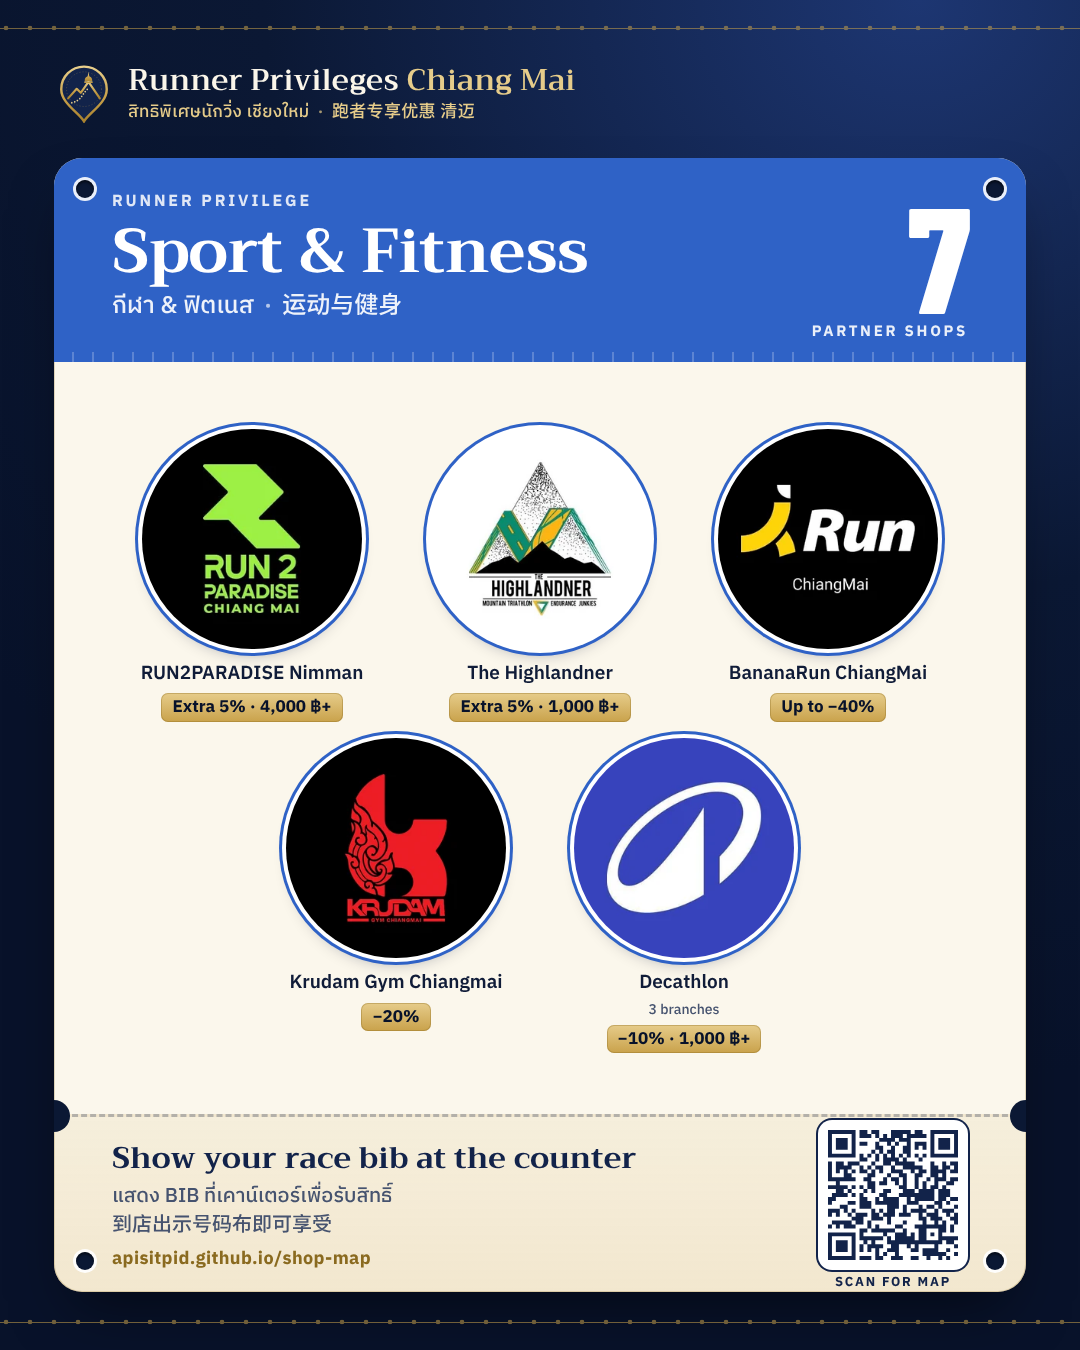 Runner Privileges Chiang Mai
สิทธิพิเศษนักวิ่ง เชียงใหม่ · 跑者专享优惠 清迈
RUNNER PRIVILEGE
Sport & Fitness
กีฬา & ฟิตเนส · 运动与健身
7
PARTNER SHOPS
RUN 2
PARADISE
CHIANG MAI
THE
HIGHLANDNER
MOUNTAIN TRIATHLON ENDURANCE JUNKIES
Run
ChiangMai
RUN2PARADISE Nimman
The Highlandner
BananaRun ChiangMai
Extra 5% · 4,000 ฿+
Extra 5% · 1,000 ฿+
Up to −40%
KRUDAM
GYM CHIANGMAI
Krudam Gym Chiangmai
Decathlon
3 branches
−20%
−10% · 1,000 ฿+
Show your race bib at the counter
แสดง BIB ที่เคาน์เตอร์เพื่อรับสิทธิ์
到店出示号码布即可享受
apisitpid.github.io/shop-map
SCAN FOR MAP